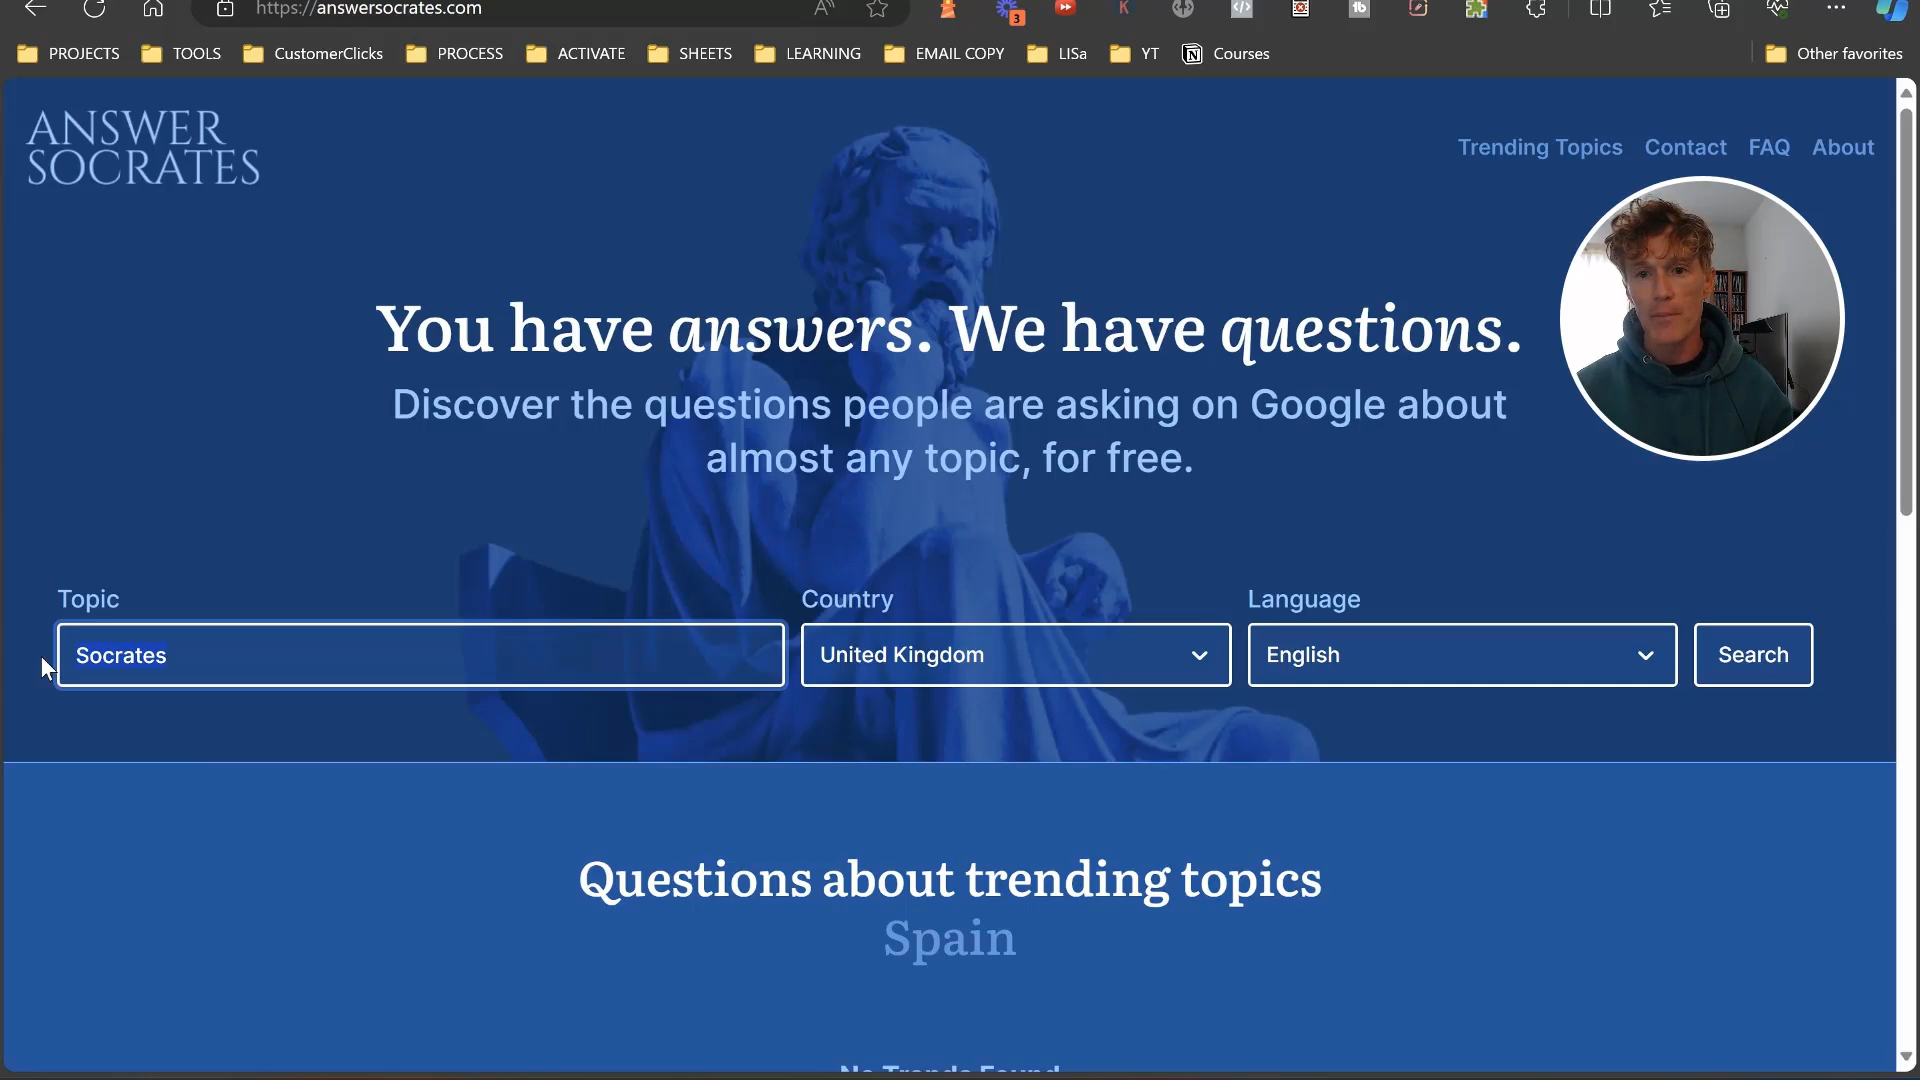 https://answersocrates.com
3
PROJECTS TOOLS CustomerClicks PROCESS ACTIVATE SHEETS LEARNING EMAIL COPY LISa YT Courses Other favorites
ANSWER
SOCRATES
Trending Topics Contact FAQ About
You have answers. We have questions.
Discover the questions people are asking on Google about
almost any topic, for free.
Topic Country Language
Socrates United Kingdom English Search
Questions about trending topics
Spain
No Trends Found